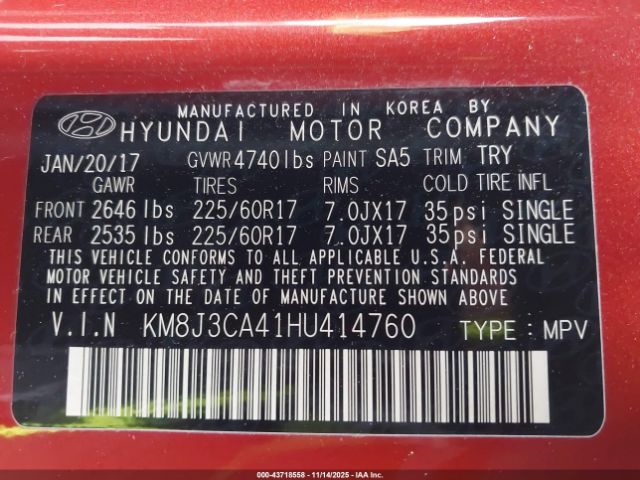 MANUFACTURED IN KOREA BY
HYUNDAI MOTOR COMPANY
JAN/20/17 GVWR4740lbs PAINT SA5 TRIM TRY
GAWR TIRES RIMS COLD TIRE INFL
FRONT 2646 lbs 225/60R17 7.0JX17 35psi SINGLE
REAR 2535 lbs 225/60R17 7.0JX17 35psi SINGLE
THIS VEHICLE CONFORMS TO ALL APPLICABLE U.S.A. FEDERAL
MOTOR VEHICLE SAFETY AND THEFT PREVENTION STANDARDS
IN EFFECT ON THE DATE OF MANUFACTURE SHOWN ABOVE.
V.I.N KM8J3CA41HU414760 TYPE : MPV
000-43718558 - 11/14/2025 - IAA Inc.